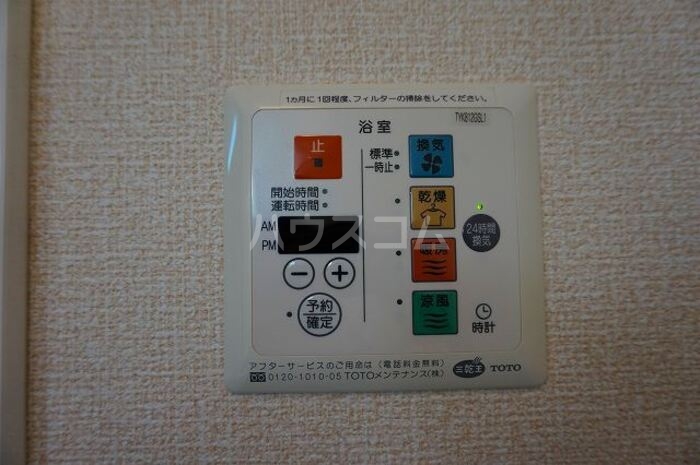 1ヵ月に1回程度、フィルターの掃除をしてください。
浴室
TYK812GSL1
止
標準
一時止
換気
開始時間
運転時間
乾燥
AM
PM
24時間
換気
暖房
予約
確定
涼風
時計
アフターサービスのご用命は（電話料金無料）
0120-1010-05 TOTOメンテナンス(株)
三乾王 TOTO
ハウスコム